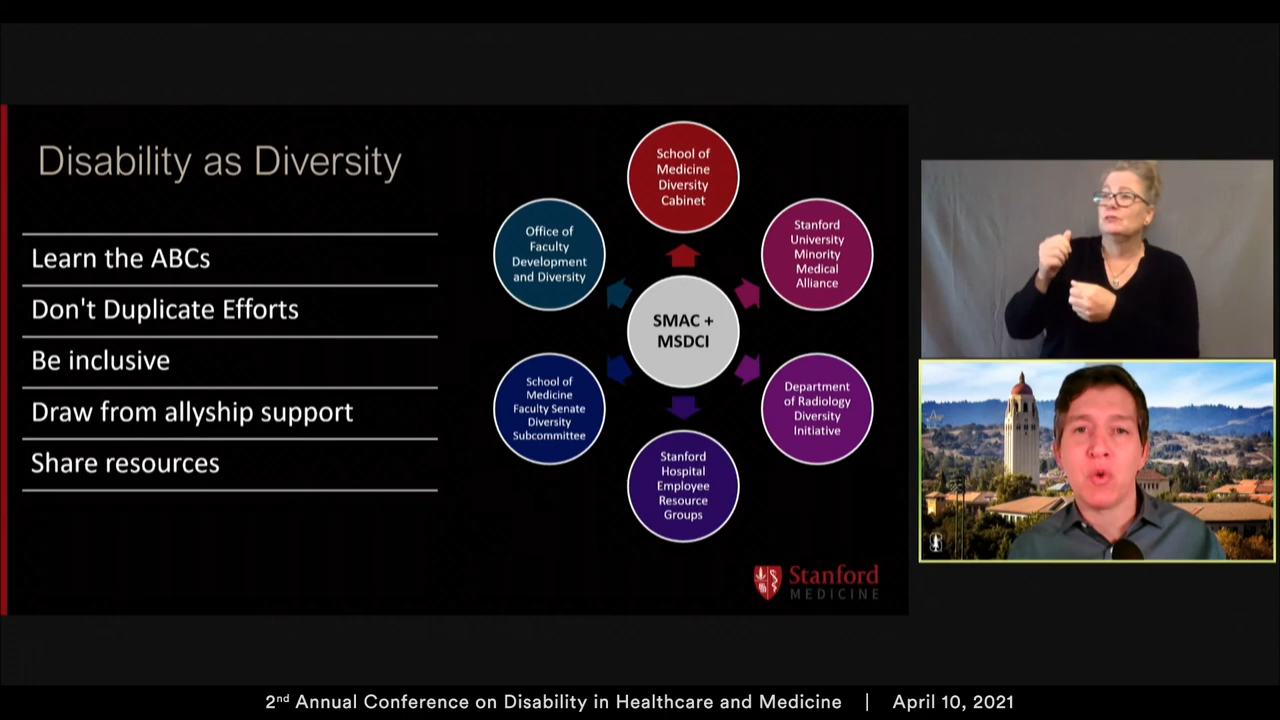 Disability as Diversity
Learn the ABCs
Don't Duplicate Efforts
Be inclusive
Draw from allyship support
Share resources
School of
Medicine
Diversity
Cabinet
Office of
Faculty
Development
and Diversity
Stanford
University
Minority
Medical
Alliance
SMAC +
MSDCI
School of
Medicine
Faculty Senate
Diversity
Subcommittee
Department
of Radiology
Diversity
Initiative
Stanford
Hospital
Employee
Resource
Groups
Stanford
MEDICINE
2nd Annual Conference on Disability in Healthcare and Medicine | April 10, 2021